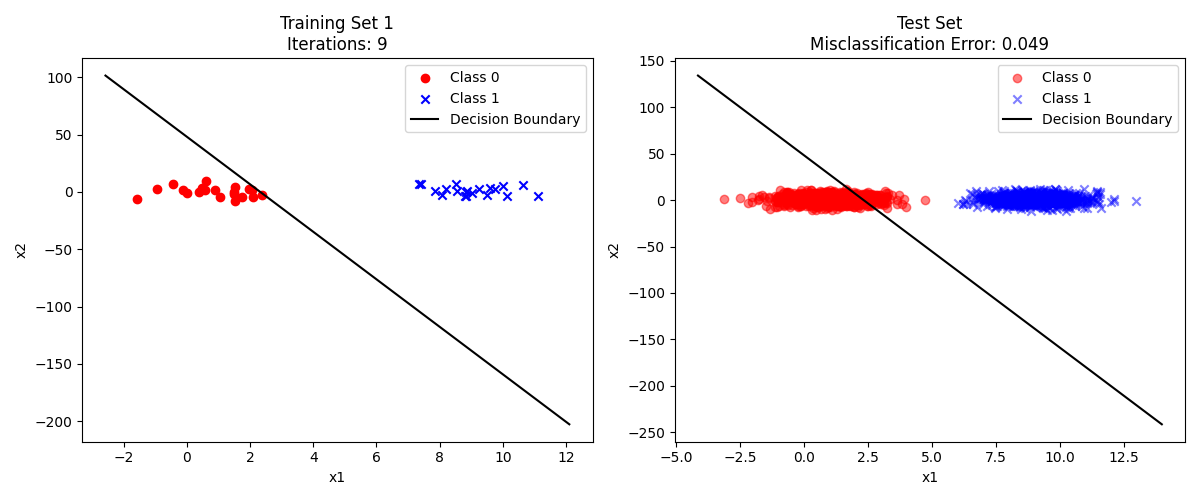 Training Set 1
Iterations: 9
100
50
0
−50
−100
−150
−200
x2
−2
0
2
4
6
8
10
12
x1
Class 0
Class 1
Decision Boundary
Test Set
Misclassification Error: 0.049
150
100
50
0
−50
−100
−150
−200
−250
x2
−5.0
−2.5
0.0
2.5
5.0
7.5
10.0
12.5
x1
Class 0
Class 1
Decision Boundary